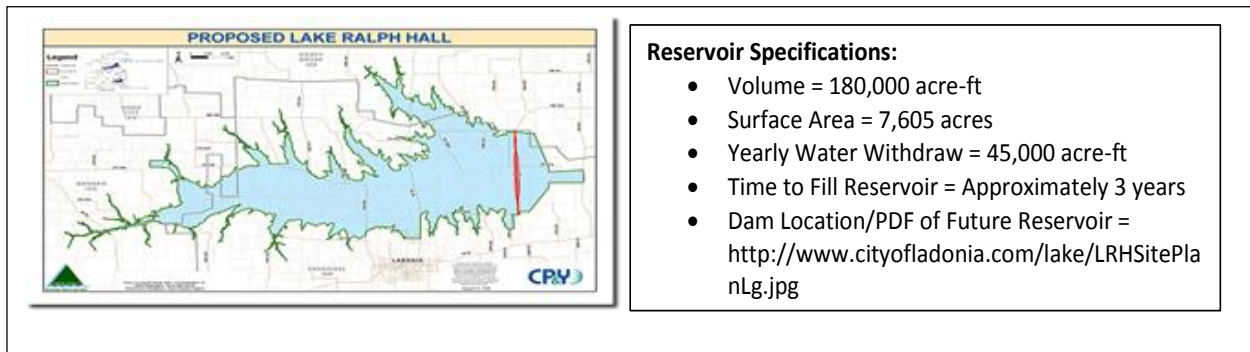 PROPOSED LAKE RALPH HALL
Legend
LADONIA
CP&Y
Reservoir Specifications:
• Volume = 180,000 acre-ft
• Surface Area = 7,605 acres
• Yearly Water Withdraw = 45,000 acre-ft
• Time to Fill Reservoir = Approximately 3 years
• Dam Location/PDF of Future Reservoir =
http://www.cityofladonia.com/lake/LRHSitePla
nLg.jpg